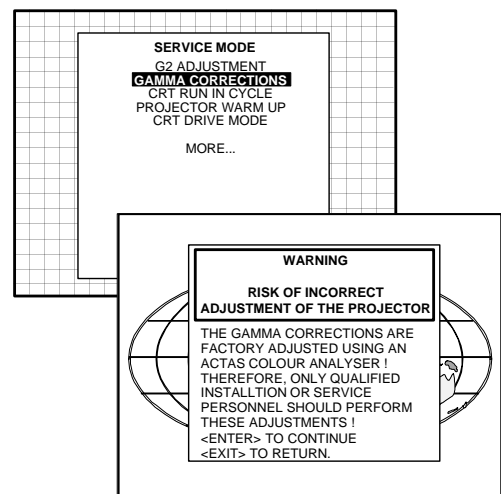 SERVICE MODE
G2 ADJUSTMENT
GAMMA CORRECTIONS
CRT RUN IN CYCLE
PROJECTOR WARM UP
CRT DRIVE MODE
MORE...
WARNING
RISK OF INCORRECT
ADJUSTMENT OF THE PROJECTOR
THE GAMMA CORRECTIONS ARE
FACTORY ADJUSTED USING AN
ACTAS COLOUR ANALYSER !
THEREFORE, ONLY QUALIFIED
INSTALLTION OR SERVICE
PERSONNEL SHOULD PERFORM
THESE ADJUSTMENTS !
<ENTER> TO CONTINUE
<EXIT> TO RETURN.